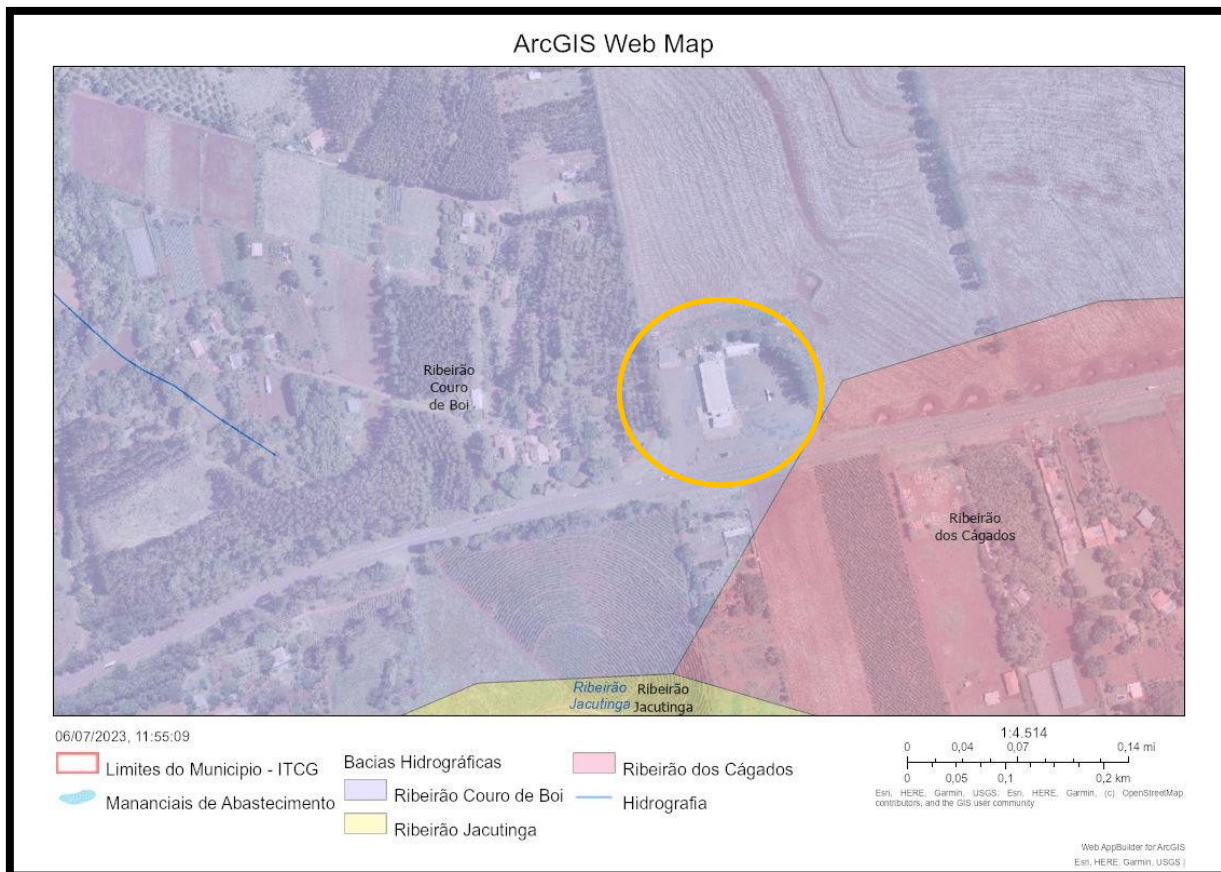 ArcGIS Web Map
Ribeirão
Couro
de Boi
Ribeirão
dos Cágados
Ribeirão
Jacutinga
Ribeirão
Jacutinga
06/07/2023, 11:55:09
Limites do Municipio - ITCG
Mananciais de Abastecimento
Bacias Hidrográficas
Ribeirão Couro de Boi
Ribeirão Jacutinga
Ribeirão dos Cágados
Hidrografia
1:4.514
0 0,04 0,07 0,14 mi
0 0,05 0,1 0,2 km
Esri, HERE, Garmin, USGS, Esri, HERE, Garmin, (c) OpenStreetMap
contributors, and the GIS user community
Web AppBuilder for ArcGIS
Esri, HERE, Garmin, USGS |